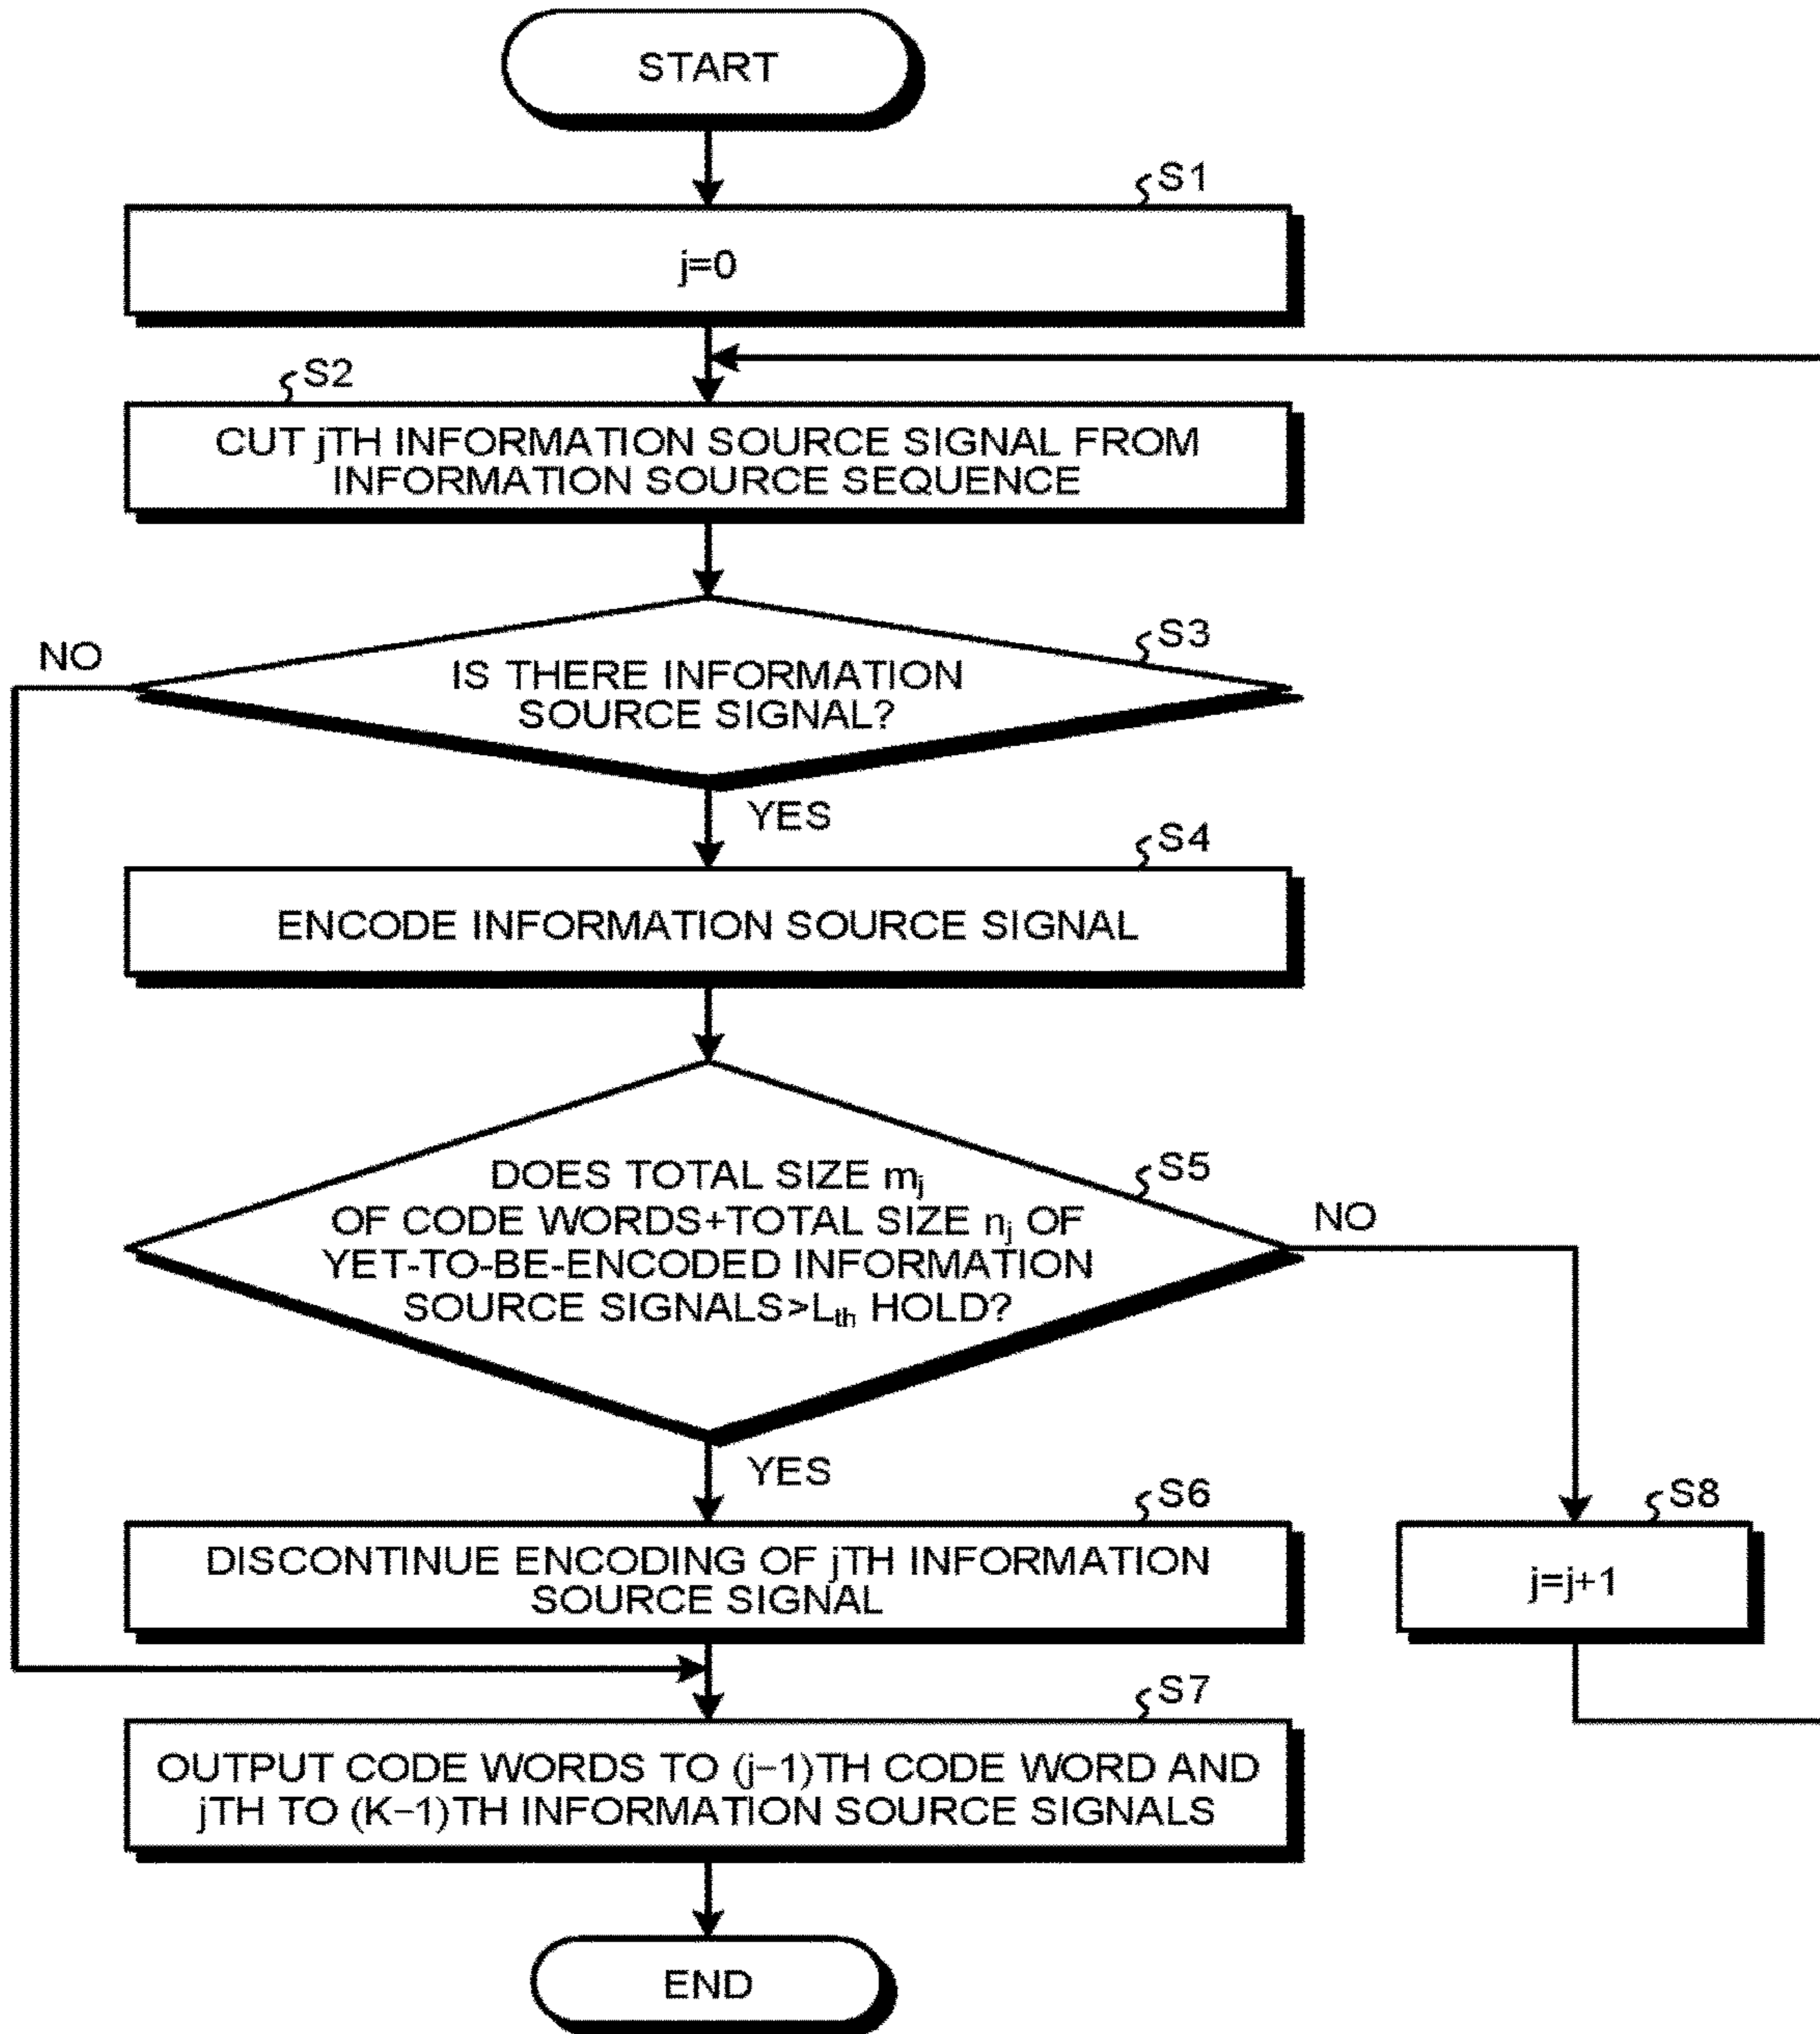 START
S1
j=0
S2
CUT jTH INFORMATION SOURCE SIGNAL FROM
INFORMATION SOURCE SEQUENCE
S3
NO
IS THERE INFORMATION
SOURCE SIGNAL?
YES
S4
ENCODE INFORMATION SOURCE SIGNAL
S5
DOES TOTAL SIZE mj
OF CODE WORDS+TOTAL SIZE nj OF
YET-TO-BE-ENCODED INFORMATION
SOURCE SIGNALS>Lth HOLD?
NO
YES
S6
DISCONTINUE ENCODING OF jTH INFORMATION
SOURCE SIGNAL
S8
j=j+1
S7
OUTPUT CODE WORDS TO (j−1)TH CODE WORD AND
jTH TO (K−1)TH INFORMATION SOURCE SIGNALS
END